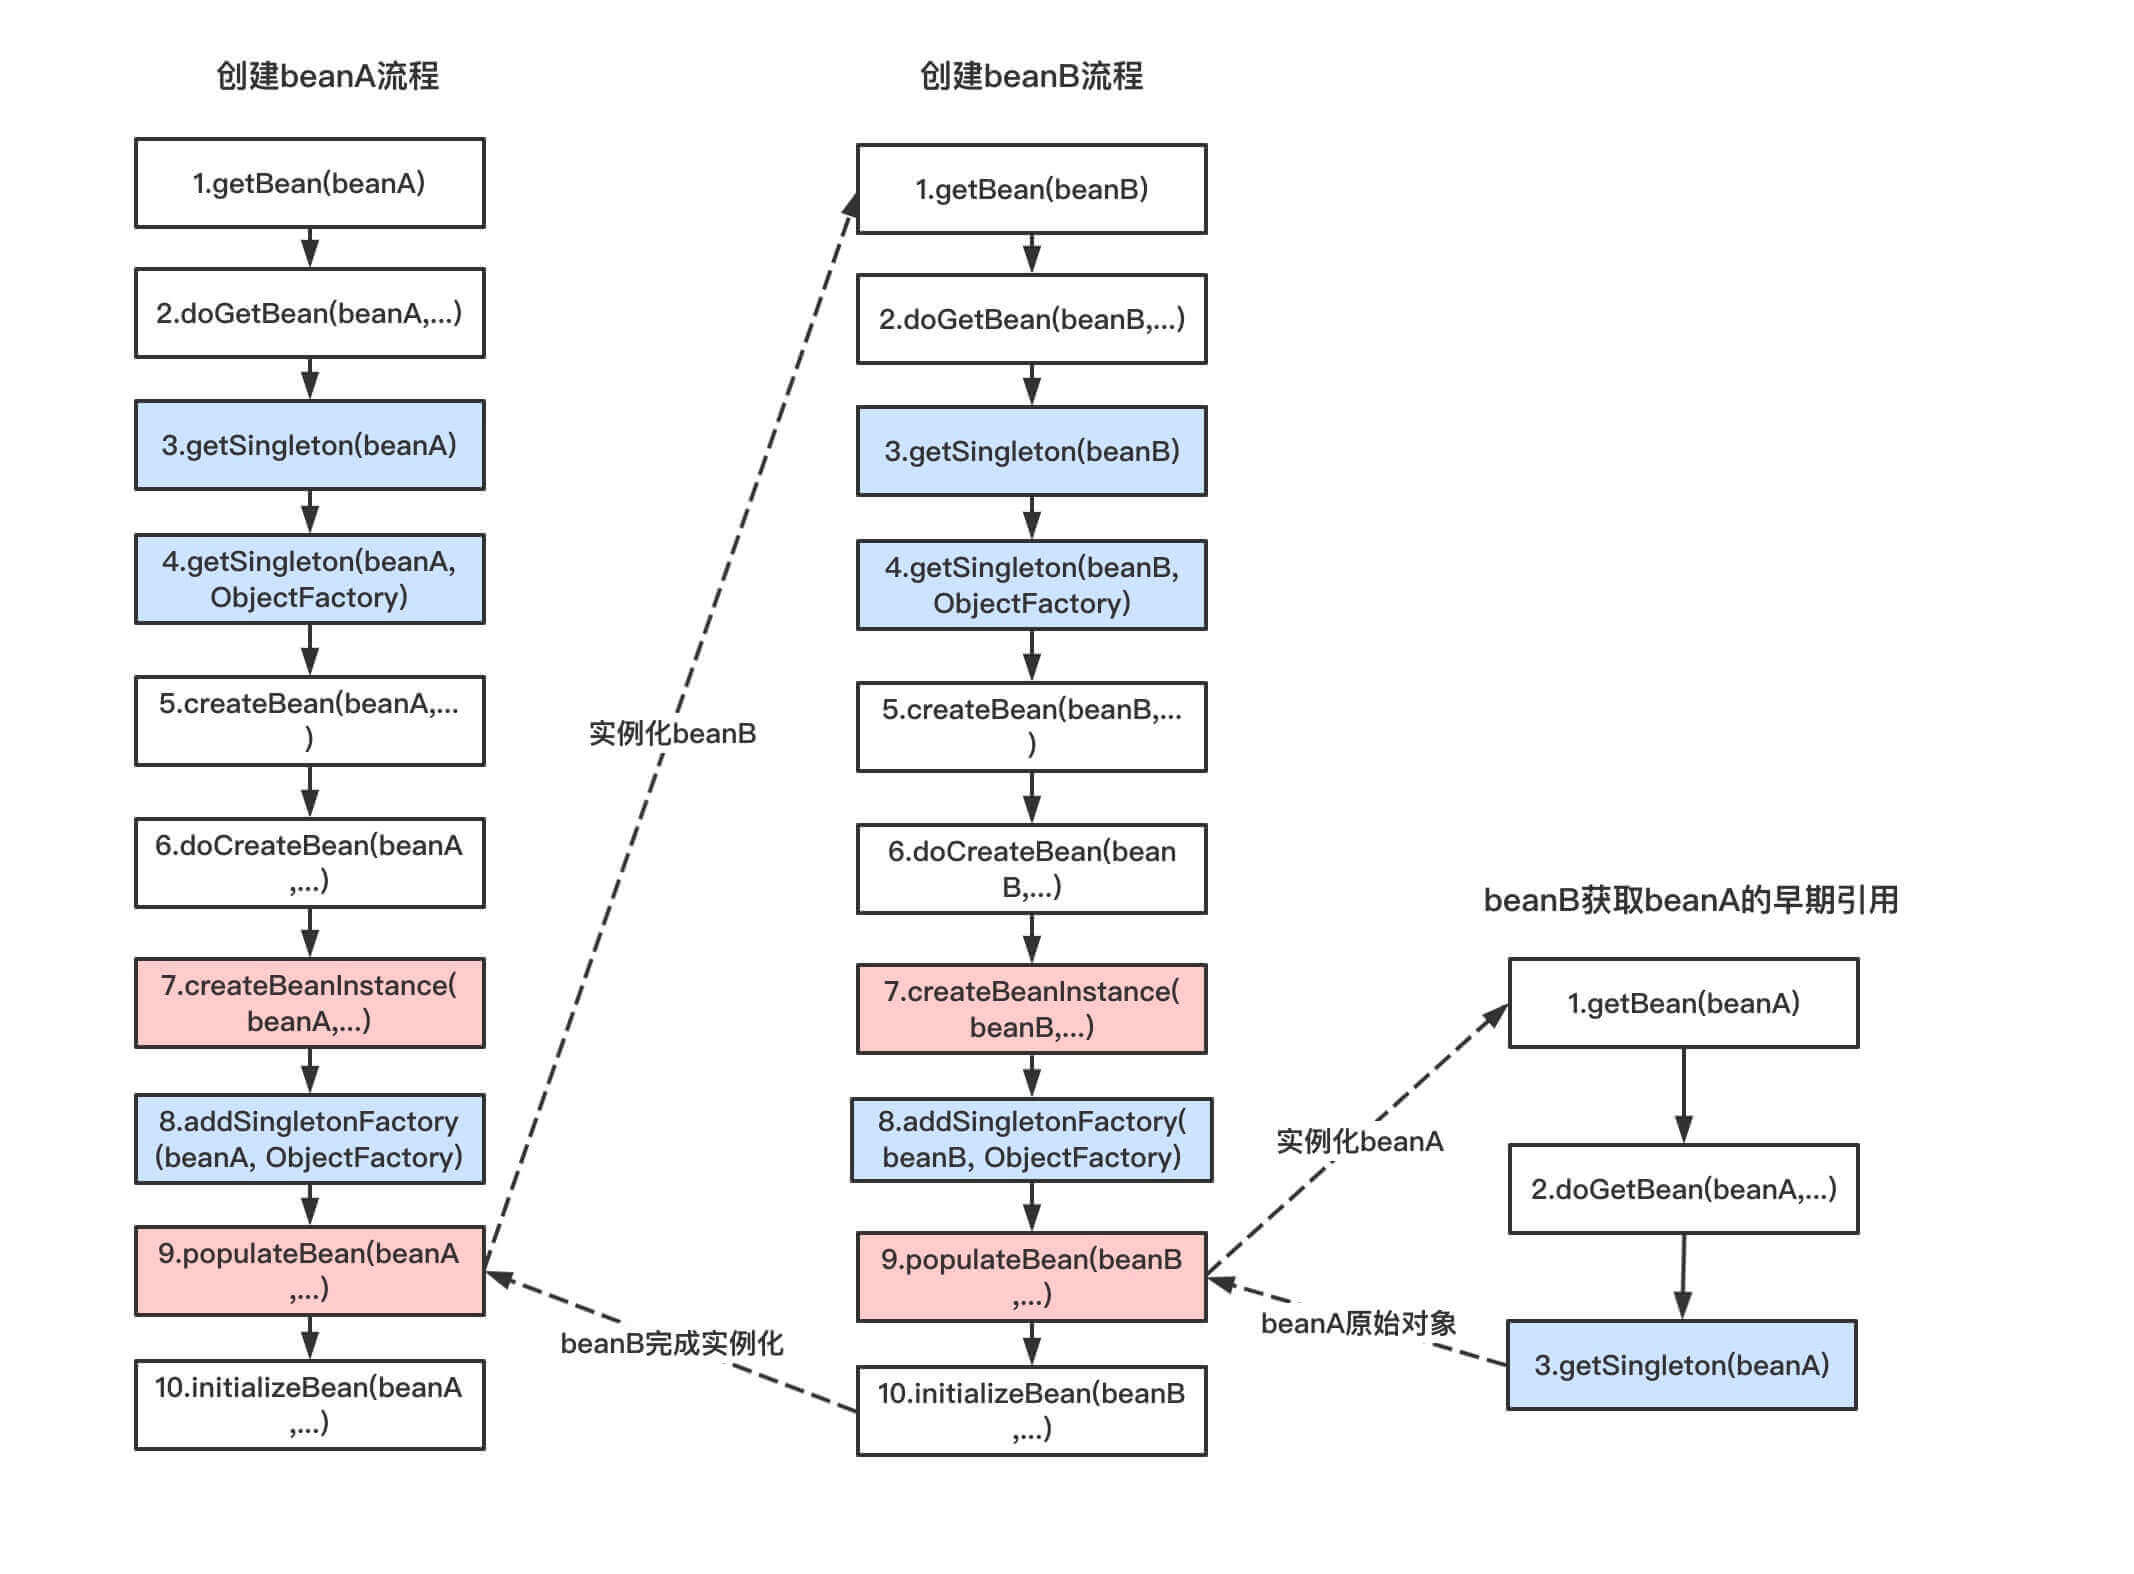 创建beanA流程
1.getBean(beanA)
2.doGetBean(beanA,...)
3.getSingleton(beanA)
4.getSingleton(beanA,
ObjectFactory)
5.createBean(beanA,...
)
6.doCreateBean(beanA
,...)
7.createBeanInstance(
beanA,...)
8.addSingletonFactory
(beanA, ObjectFactory)
9.populateBean(beanA
,...)
10.initializeBean(beanA
,...)
实例化beanB
beanB完成实例化
创建beanB流程
1.getBean(beanB)
2.doGetBean(beanB,...)
3.getSingleton(beanB)
4.getSingleton(beanB,
ObjectFactory)
5.createBean(beanB,...
)
6.doCreateBean(bean
B,...)
7.createBeanInstance(
beanB,...)
8.addSingletonFactory(
beanB, ObjectFactory)
9.populateBean(beanB
,...)
10.initializeBean(beanB
,...)
实例化beanA
beanA原始对象
beanB获取beanA的早期引用
1.getBean(beanA)
2.doGetBean(beanA,...)
3.getSingleton(beanA)